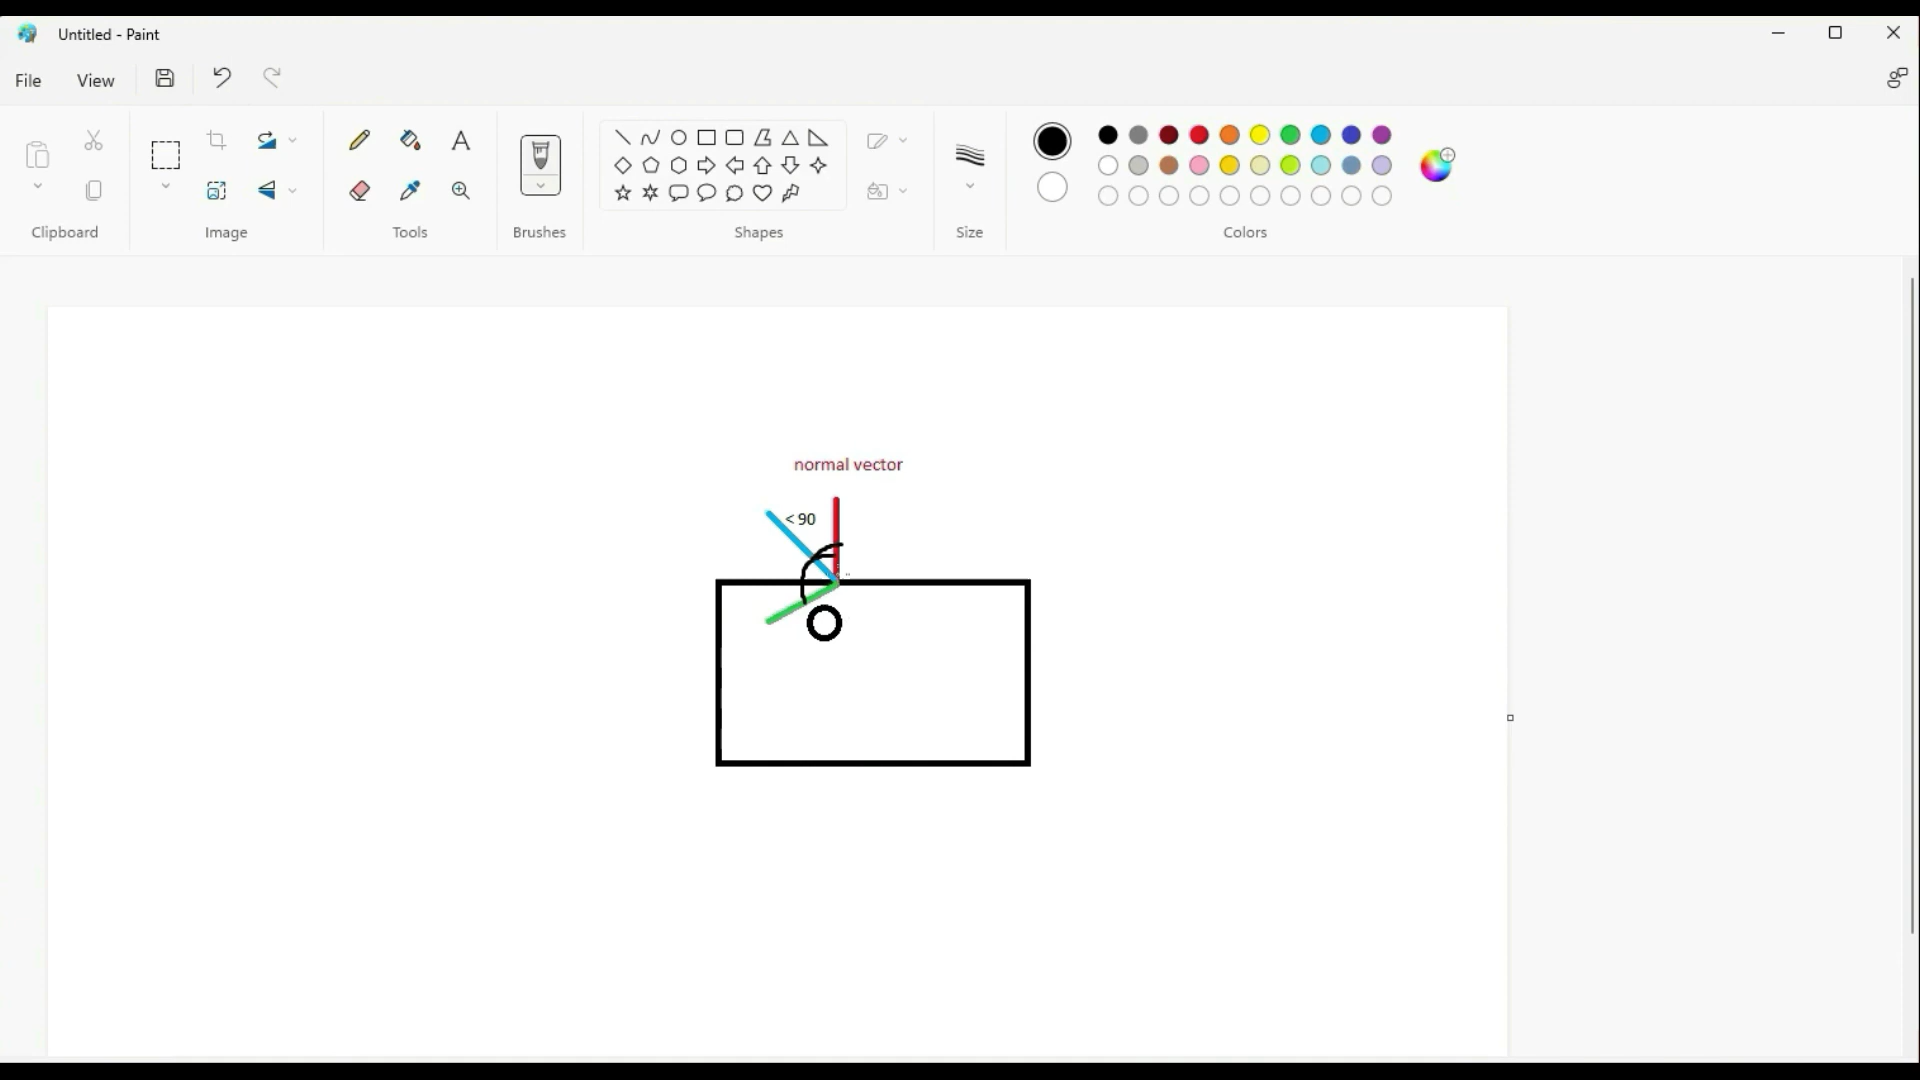 Untitled - Paint
File View
Clipboard
Image
Tools
Brushes
Shapes
Size
Colors
normal vector
< 90